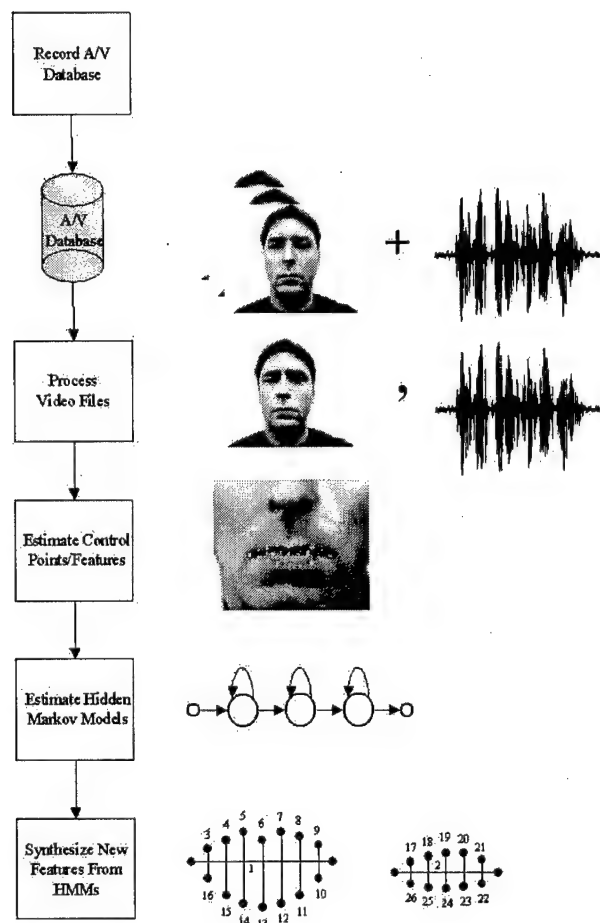 Record A/V
Database
A/V
Database
+
Process
Video Files
,
Estimate Control
Points/Features
Estimate Hidden
Markov Models
Synthesize New
Features From
HMMs
3 4 5 6 7 8 9
1
16 15 14 13 12 11 10
17 18 19 20 21
2
26 25 24 23 22